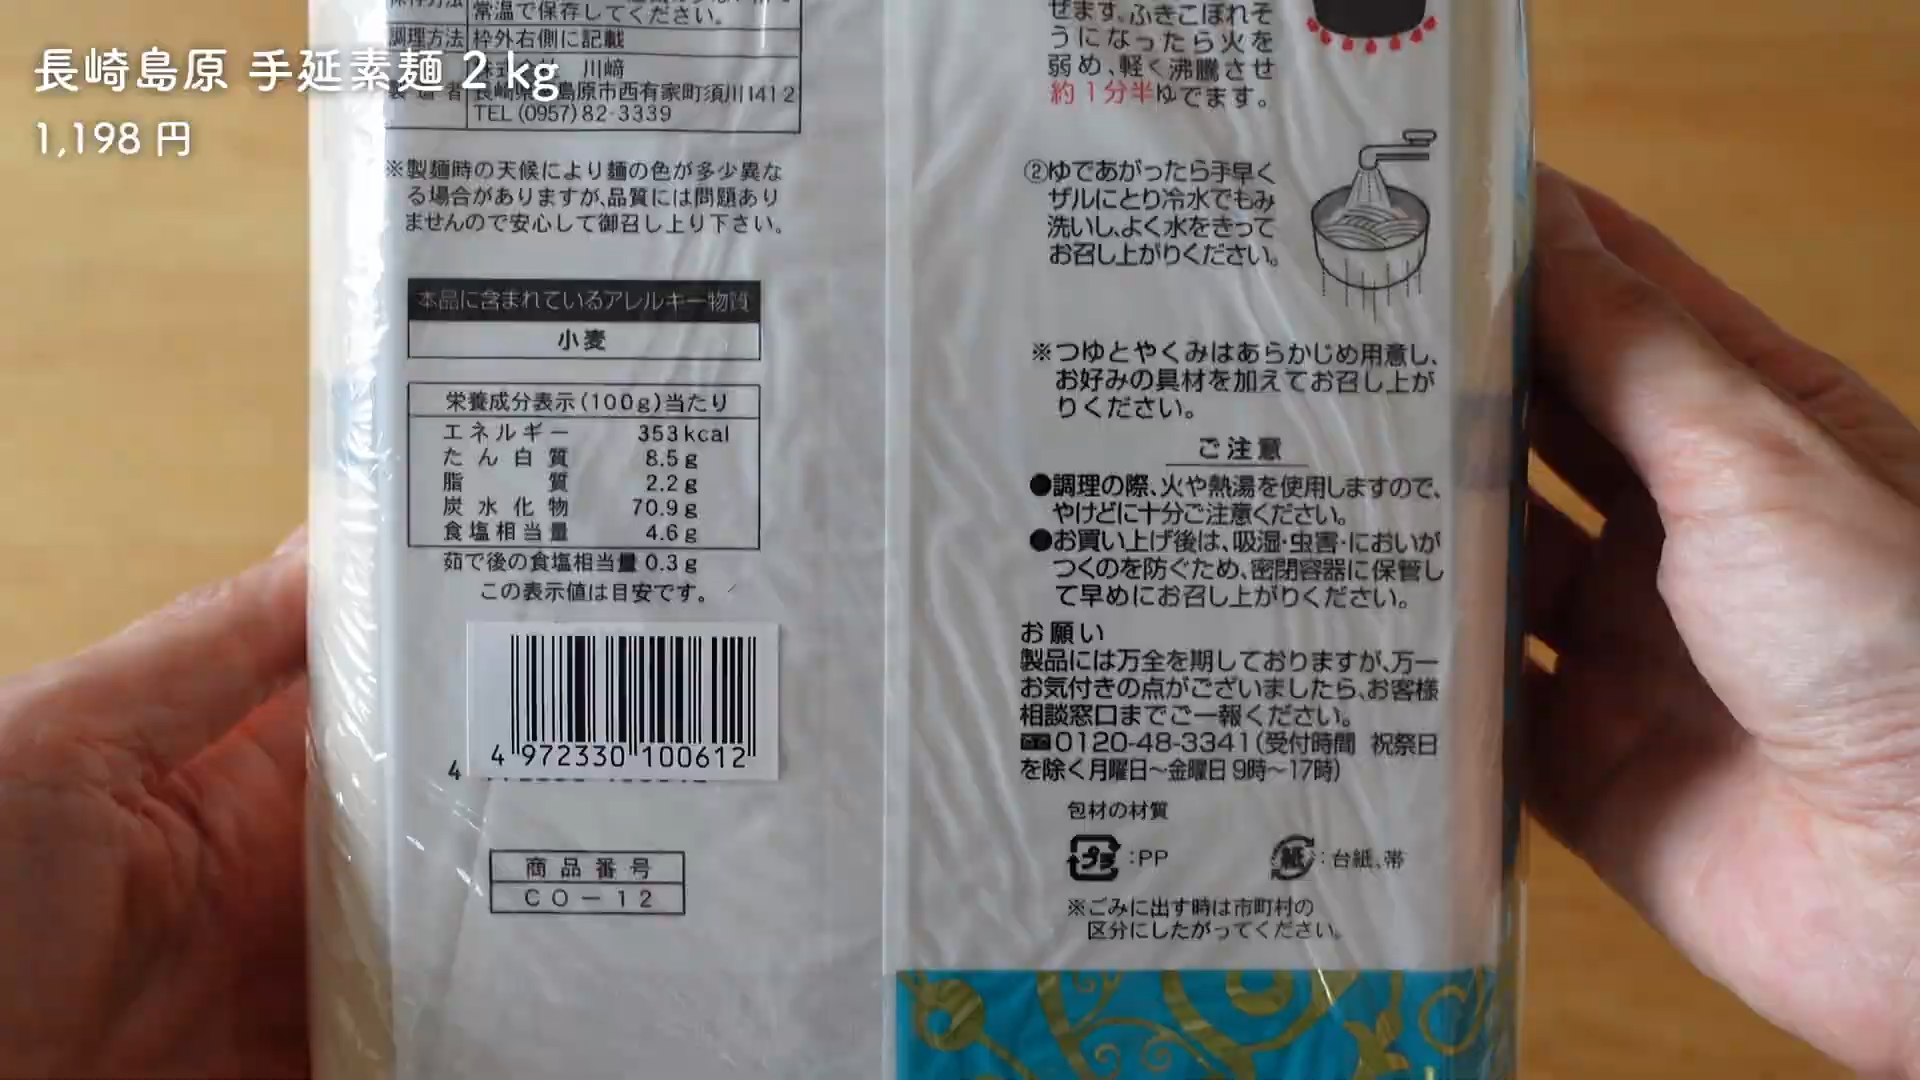 長崎島原 手延素麺 2 kg
1,198 円
常温で保存してください。
調理方法 枠外右側に記載
川﨑
島原市西有家町須川1412
TEL (0957) 82-3339
※製麺時の天候により麺の色が多少異な
る場合がありますが、品質には問題あり
ませんので安心して御召し上り下さい。
本品に含まれているアレルギー物質
小麦
栄養成分表示(100g)当たり
エネルギー 353kcal
たん白質 8.5g
脂質 2.2g
炭水化物 70.9g
食塩相当量 4.6g
茹で後の食塩相当量 0.3g
この表示値は目安です。
4 972330 100612
4
商品番号
CO-12
ぜます。ふきこぼれそ
うになったら火を
弱め、軽く沸騰させ
約1分半ゆでます。
②ゆであがったら手早く
ザルにとり冷水でもみ
洗いし、よく水をきって
お召し上がりください。
※つゆとやくみはあらかじめ用意し、
お好みの具材を加えてお召し上が
りください。
ご注意
●調理の際、火や熱湯を使用しますので、
やけどに十分ご注意ください。
●お買い上げ後は、吸湿・虫害・においが
つくのを防ぐため、密閉容器に保管し
て早めにお召し上がりください。
お願い
製品には万全を期しておりますが、万一
お気付きの点がございましたら、お客様
相談窓口までご一報ください。
0120-48-3341(受付時間 祝祭日
を除く月曜日～金曜日 9時～17時)
包材の材質
プラ :PP 紙 :台紙、帯
※ごみに出す時は市町村の
区分にしたがってください。